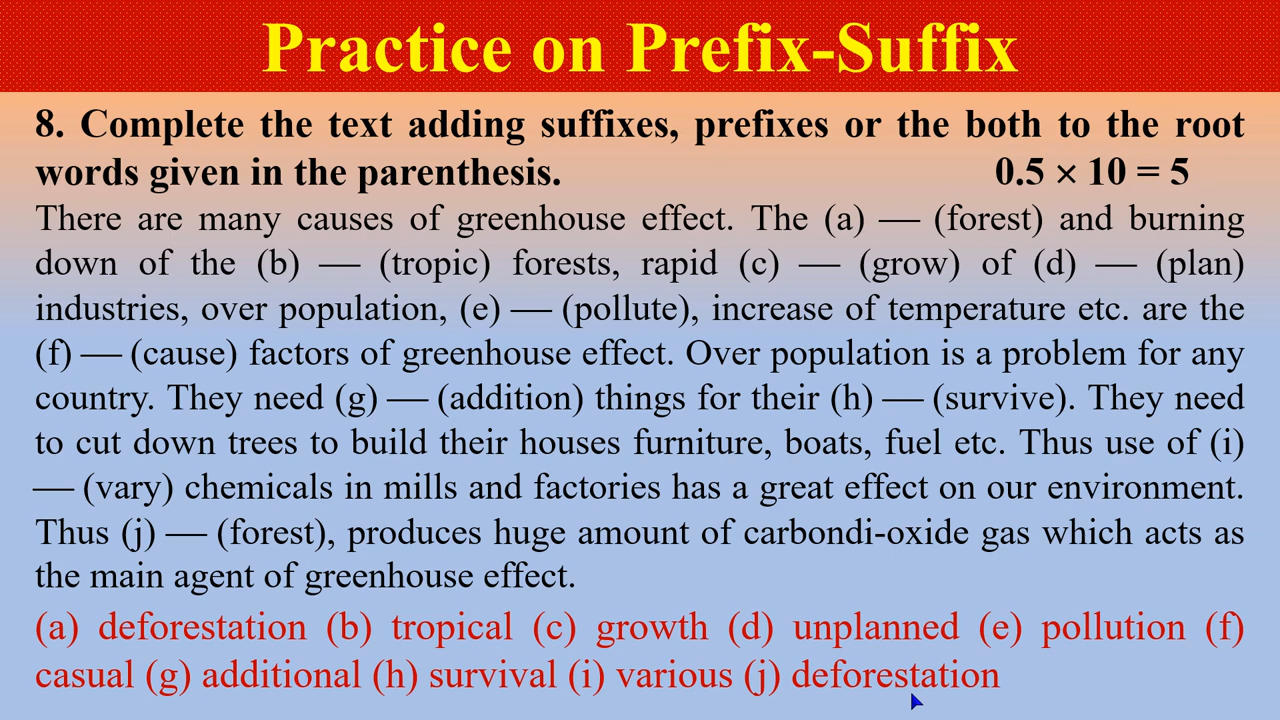 Practice on Prefix-Suffix
8. Complete the text adding suffixes, prefixes or the both to the root
words given in the parenthesis. 0.5 × 10 = 5
There are many causes of greenhouse effect. The (a) — (forest) and burning
down of the (b) — (tropic) forests, rapid (c) — (grow) of (d) — (plan)
industries, over population, (e) — (pollute), increase of temperature etc. are the
(f) — (cause) factors of greenhouse effect. Over population is a problem for any
country. They need (g) — (addition) things for their (h) — (survive). They need
to cut down trees to build their houses furniture, boats, fuel etc. Thus use of (i)
— (vary) chemicals in mills and factories has a great effect on our environment.
Thus (j) — (forest), produces huge amount of carbondi-oxide gas which acts as
the main agent of greenhouse effect.
(a) deforestation (b) tropical (c) growth (d) unplanned (e) pollution (f)
casual (g) additional (h) survival (i) various (j) deforestation